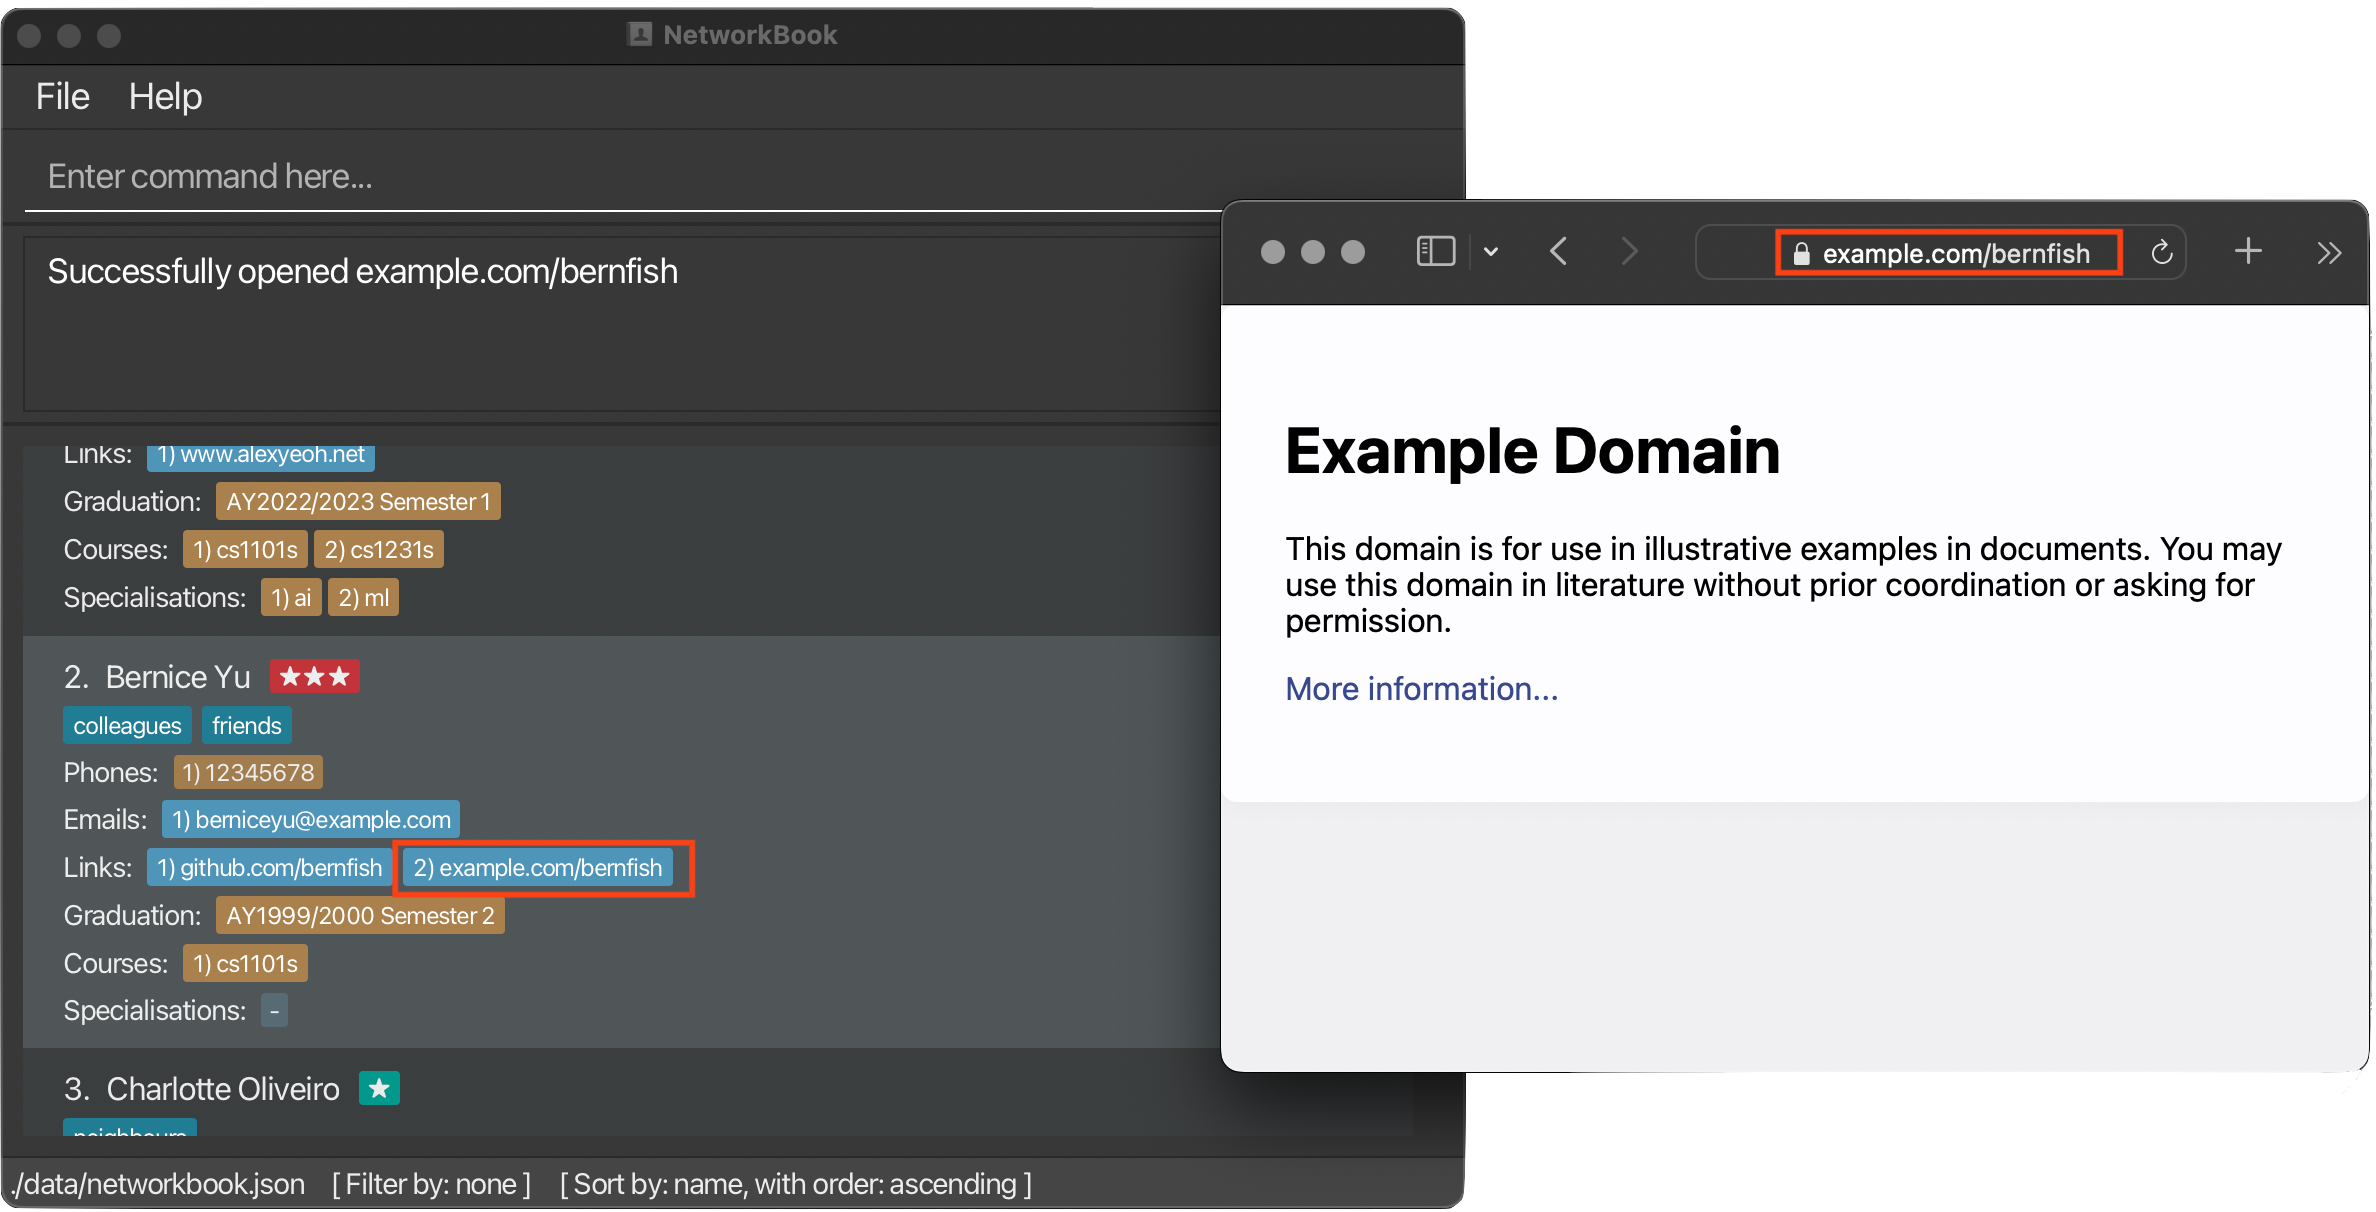 NetworkBook
File Help
Enter command here...
Successfully opened example.com/bernfish
Links: 1) www.alexyeoh.net
Graduation: AY2022/2023 Semester 1
Courses: 1) cs1101s 2) cs1231s
Specialisations: 1) ai 2) ml
2. Bernice Yu ★★★
colleagues friends
Phones: 1) 12345678
Emails: 1) berniceyu@example.com
Links: 1) github.com/bernfish 2) example.com/bernfish
Graduation: AY1999/2000 Semester 2
Courses: 1) cs1101s
Specialisations: -
3. Charlotte Oliveiro ★
neighbours
./data/networkbook.json [ Filter by: none ] [ Sort by: name, with order: ascending ]
example.com/bernfish
Example Domain
This domain is for use in illustrative examples in documents. You may
use this domain in literature without prior coordination or asking for
permission.
More information...